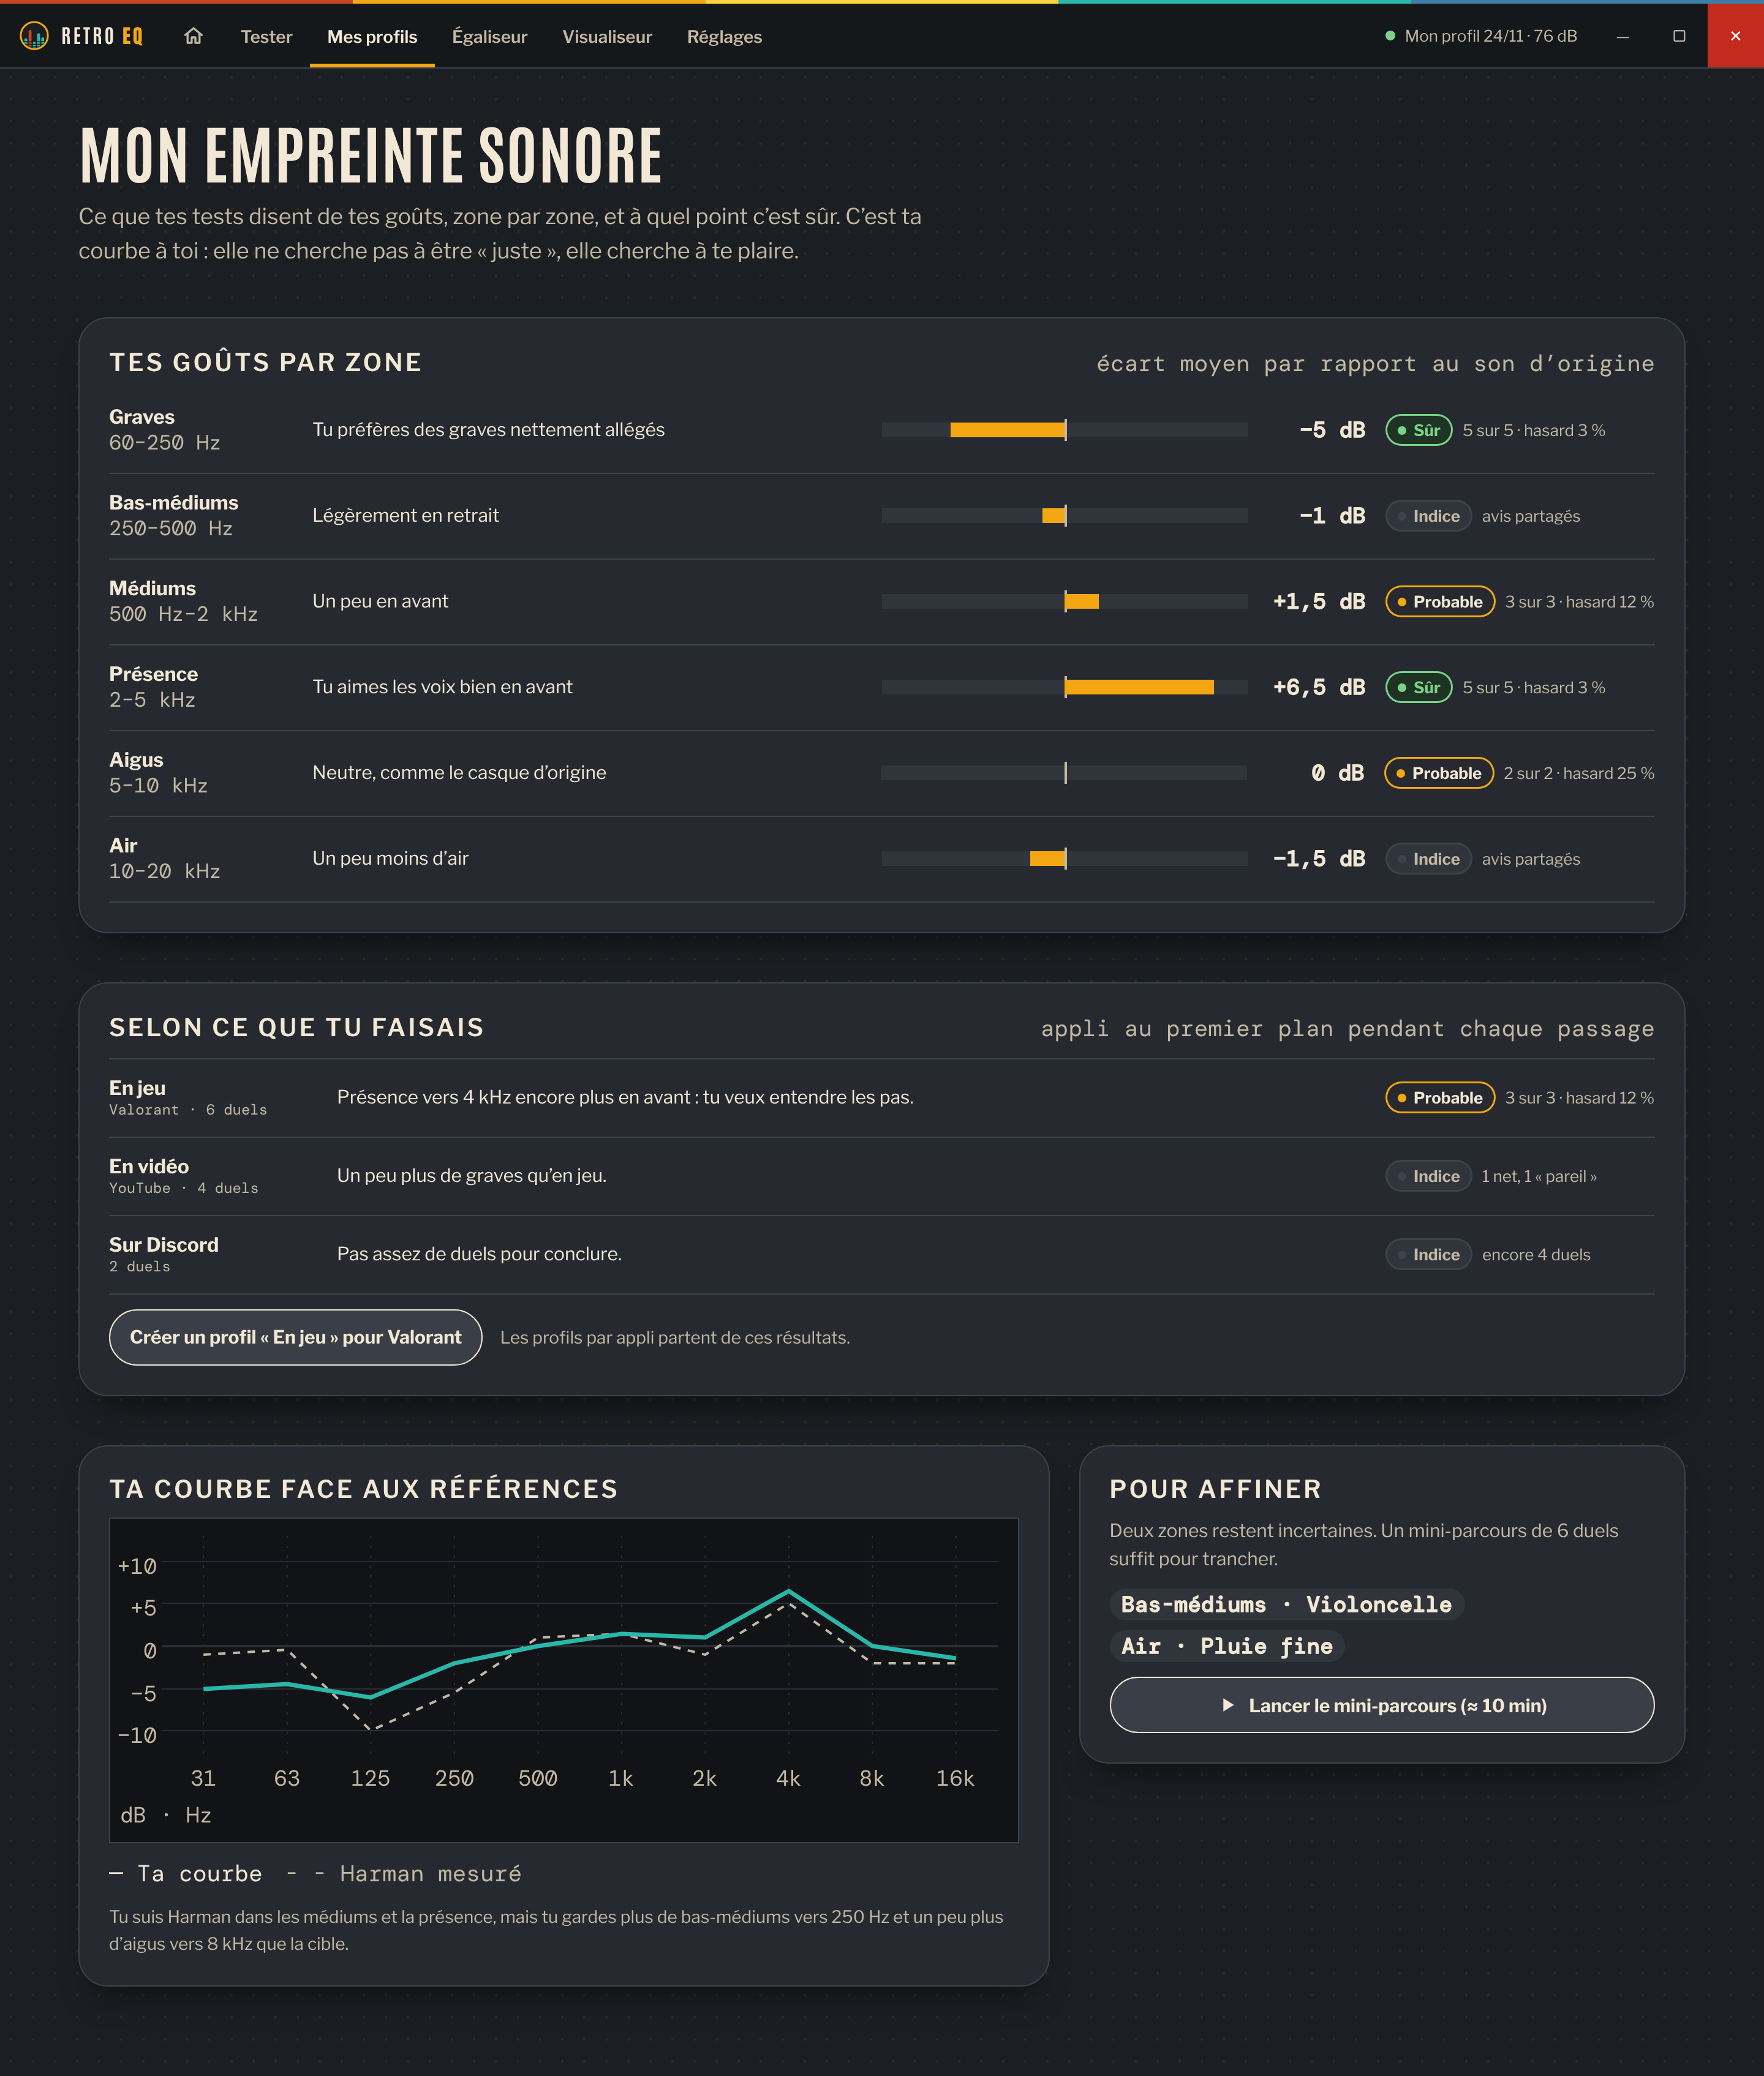 RETRO EQ Tester Mes profils Égaliseur Visualiseur Réglages Mon profil 24/11 · 76 dB
MON EMPREINTE SONORE
Ce que tes tests disent de tes goûts, zone par zone, et à quel point c’est sûr. C’est ta
courbe à toi : elle ne cherche pas à être « juste », elle cherche à te plaire.
TES GOÛTS PAR ZONE
écart moyen par rapport au son d’origine
Graves
60–250 Hz
Tu préfères des graves nettement allégés
−5 dB
Sûr
5 sur 5 · hasard 3 %
Bas-médiums
250–500 Hz
Légèrement en retrait
−1 dB
Indice
avis partagés
Médiums
500 Hz–2 kHz
Un peu en avant
+1,5 dB
Probable
3 sur 3 · hasard 12 %
Présence
2–5 kHz
Tu aimes les voix bien en avant
+6,5 dB
Sûr
5 sur 5 · hasard 3 %
Aigus
5–10 kHz
Neutre, comme le casque d’origine
0 dB
Probable
2 sur 2 · hasard 25 %
Air
10–20 kHz
Un peu moins d’air
−1,5 dB
Indice
avis partagés
SELON CE QUE TU FAISAIS
appli au premier plan pendant chaque passage
En jeu
Valorant · 6 duels
Présence vers 4 kHz encore plus en avant : tu veux entendre les pas.
Probable
3 sur 3 · hasard 12 %
En vidéo
YouTube · 4 duels
Un peu plus de graves qu’en jeu.
Indice
1 net, 1 « pareil »
Sur Discord
2 duels
Pas assez de duels pour conclure.
Indice
encore 4 duels
Créer un profil « En jeu » pour Valorant
Les profils par appli partent de ces résultats.
TA COURBE FACE AUX RÉFÉRENCES
+10
+5
0
−5
−10
31 63 125 250 500 1k 2k 4k 8k 16k
dB · Hz
— Ta courbe - - Harman mesuré
Tu suis Harman dans les médiums et la présence, mais tu gardes plus de bas-médiums vers 250 Hz et un peu plus
d’aigus vers 8 kHz que la cible.
POUR AFFINER
Deux zones restent incertaines. Un mini-parcours de 6 duels
suffit pour trancher.
Bas-médiums · Violoncelle
Air · Pluie fine
Lancer le mini-parcours (≈ 10 min)